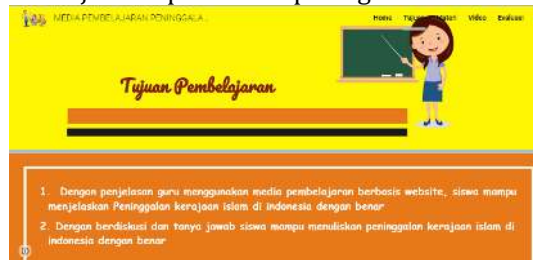 MEDIA PEMBELAJARAN PENINGGALA...
Home Tujuan Materi Video Evaluasi
Tujuan Pembelajaran
1. Dengan penjelasan guru menggunakan media pembelajaran berbasis website, siswa mampu
menjelaskan Peninggalan kerajaan islam di Indonesia dengan benar
2. Dengan berdiskusi dan tanya jawab siswa mampu menuliskan peninggalan kerajaan islam di
indonesia dengan benar